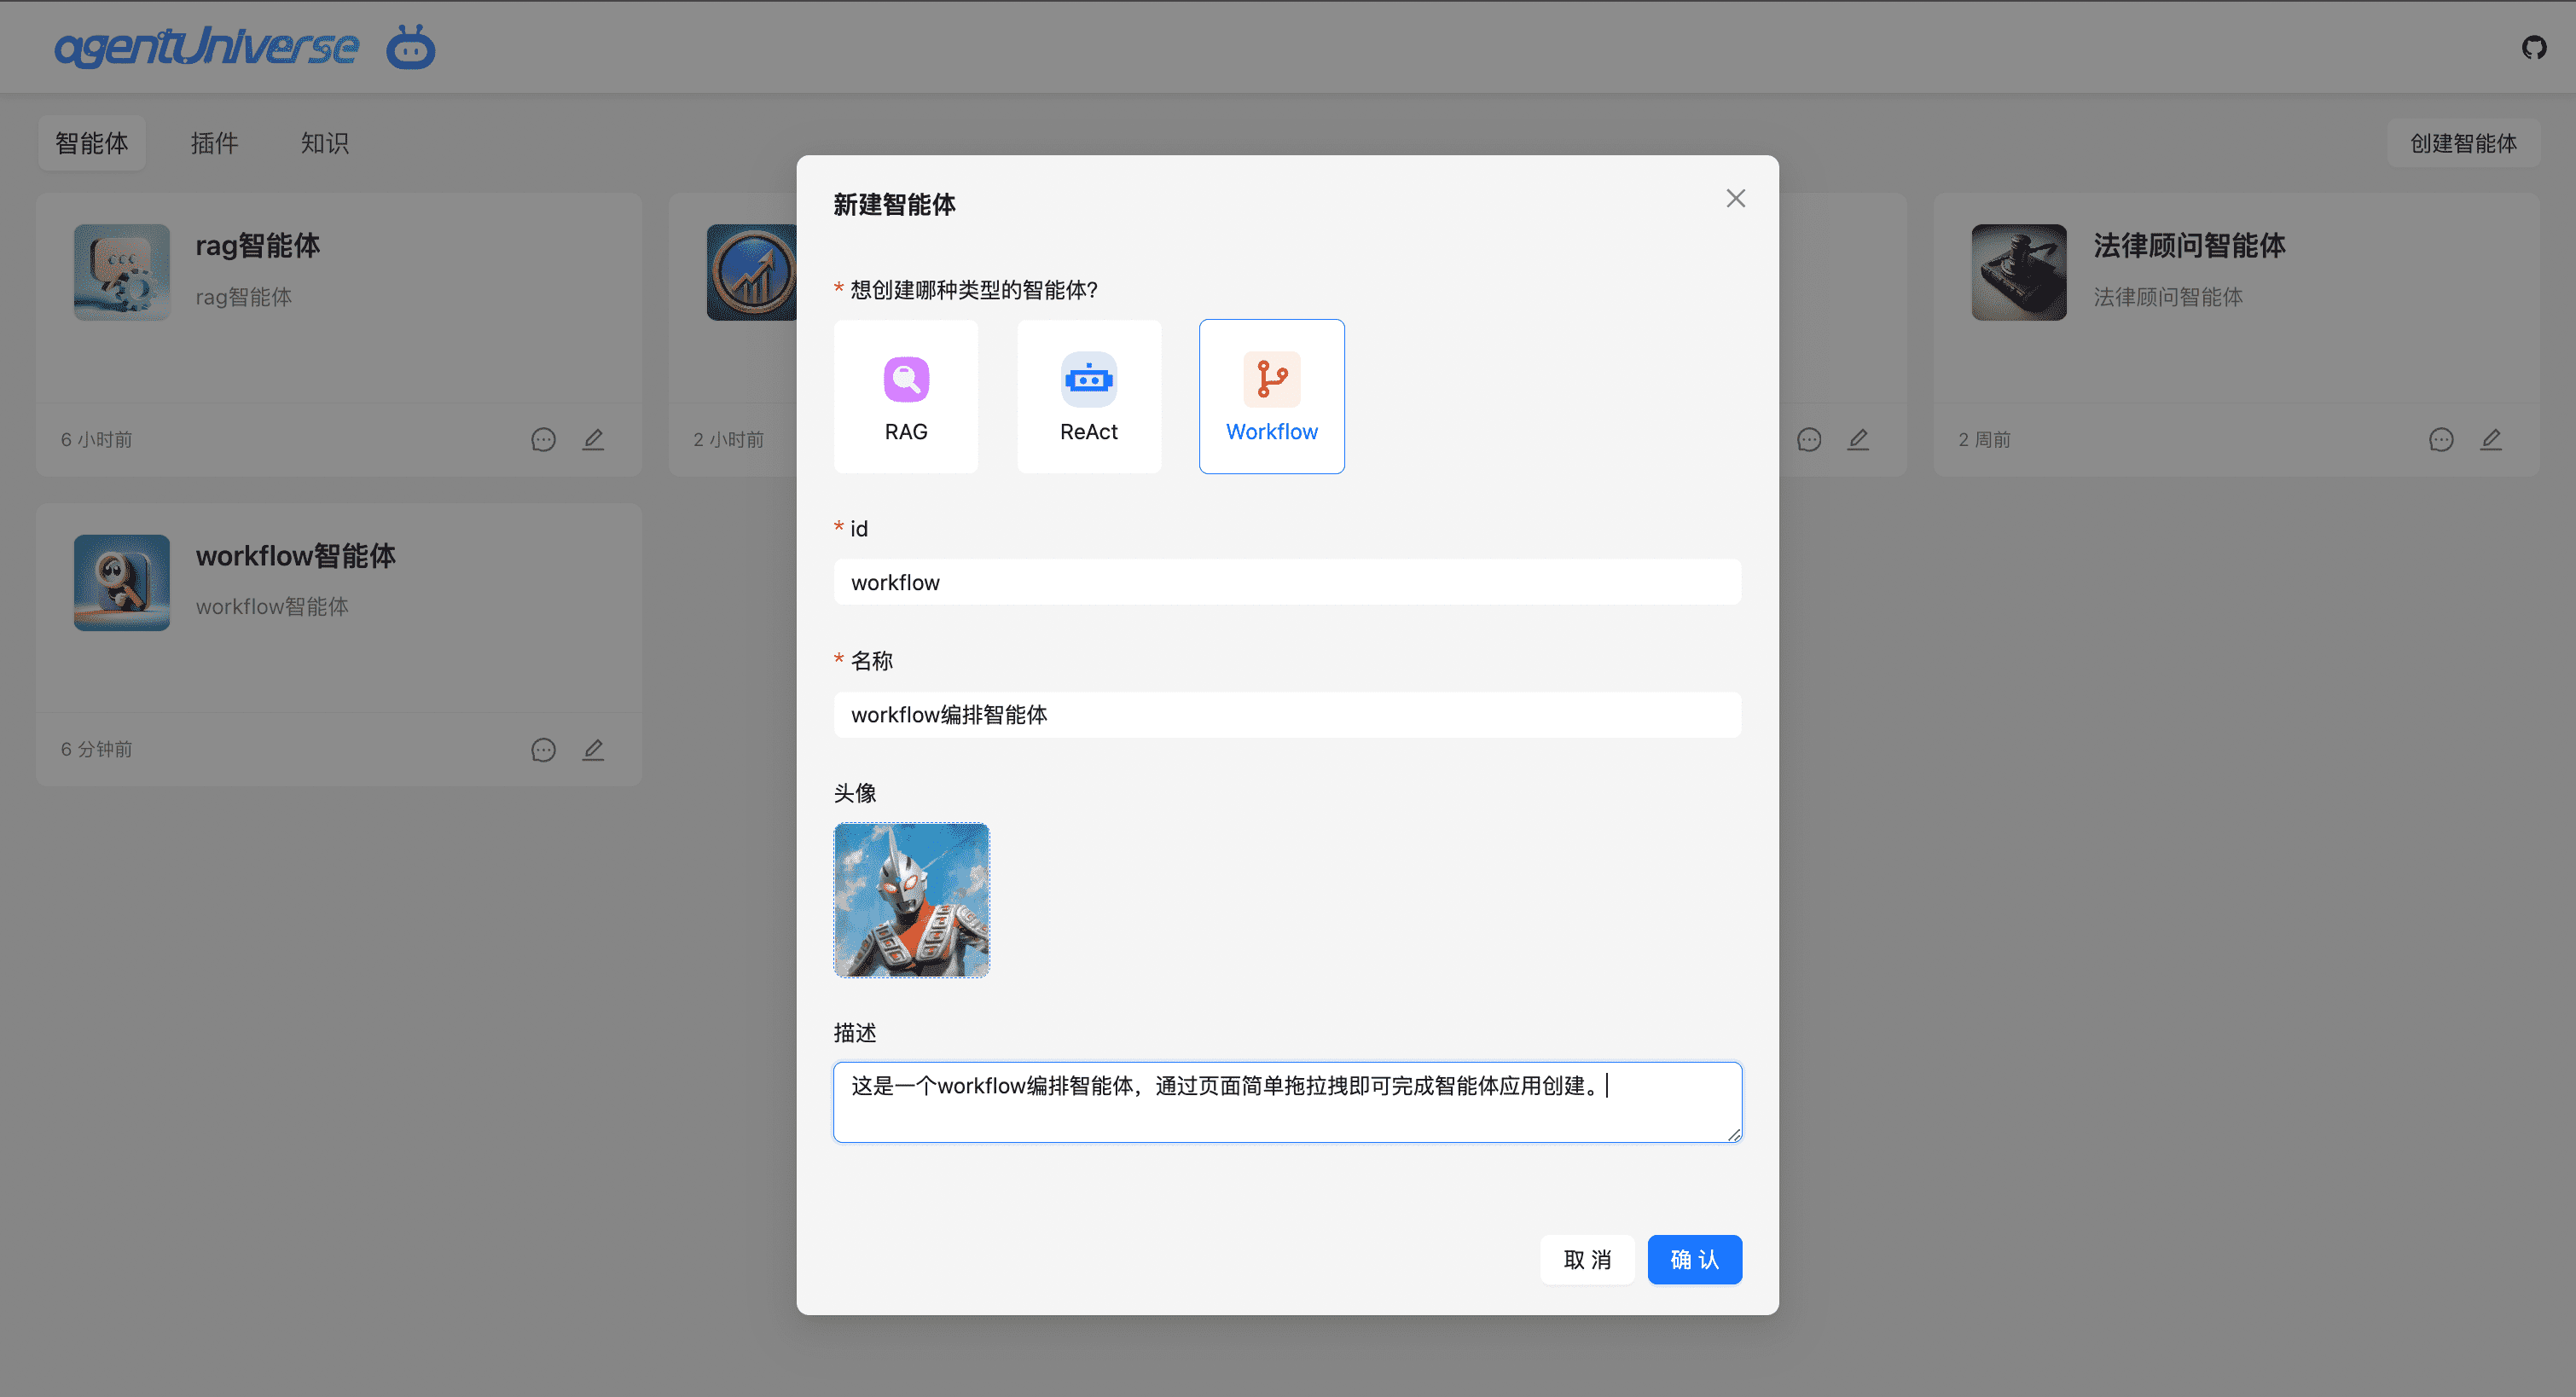 agentUniverse
智能体
插件
知识
创建智能体
rag智能体
rag智能体
6 小时前
2 小时前
法律顾问智能体
法律顾问智能体
2 周前
workflow智能体
workflow智能体
6 分钟前
新建智能体
* 想创建哪种类型的智能体?
RAG
ReAct
Workflow
* id
workflow
* 名称
workflow编排智能体
头像
描述
这是一个workflow编排智能体，通过页面简单拖拉拽即可完成智能体应用创建。
取 消
确 认